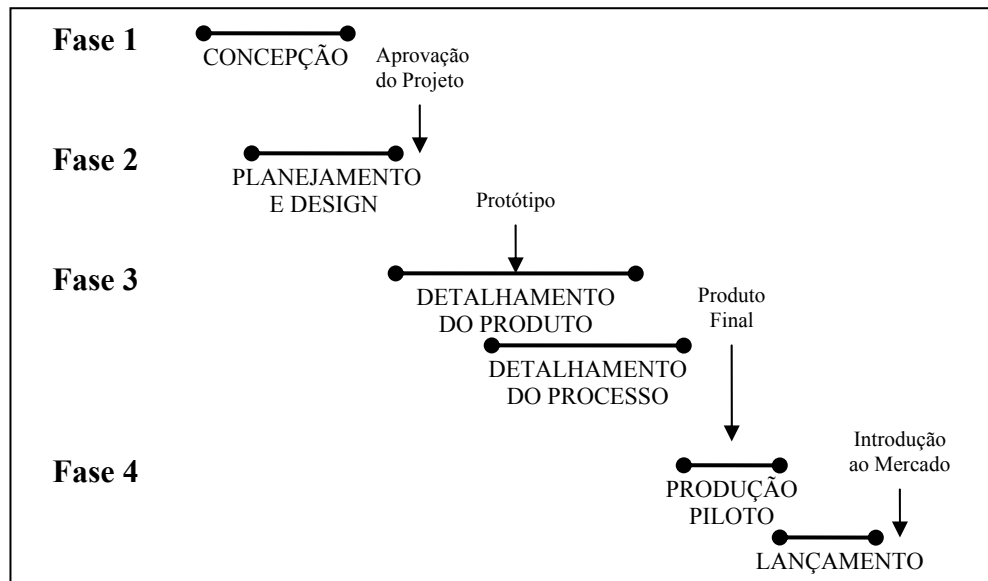 Fase 1
CONCEPÇÃO
Aprovação
do Projeto
Fase 2
PLANEJAMENTO
E DESIGN
Protótipo
Fase 3
DETALHAMENTO
DO PRODUTO
Produto
Final
DETALHAMENTO
DO PROCESSO
Fase 4
PRODUÇÃO
PILOTO
Introdução
ao Mercado
LANÇAMENTO